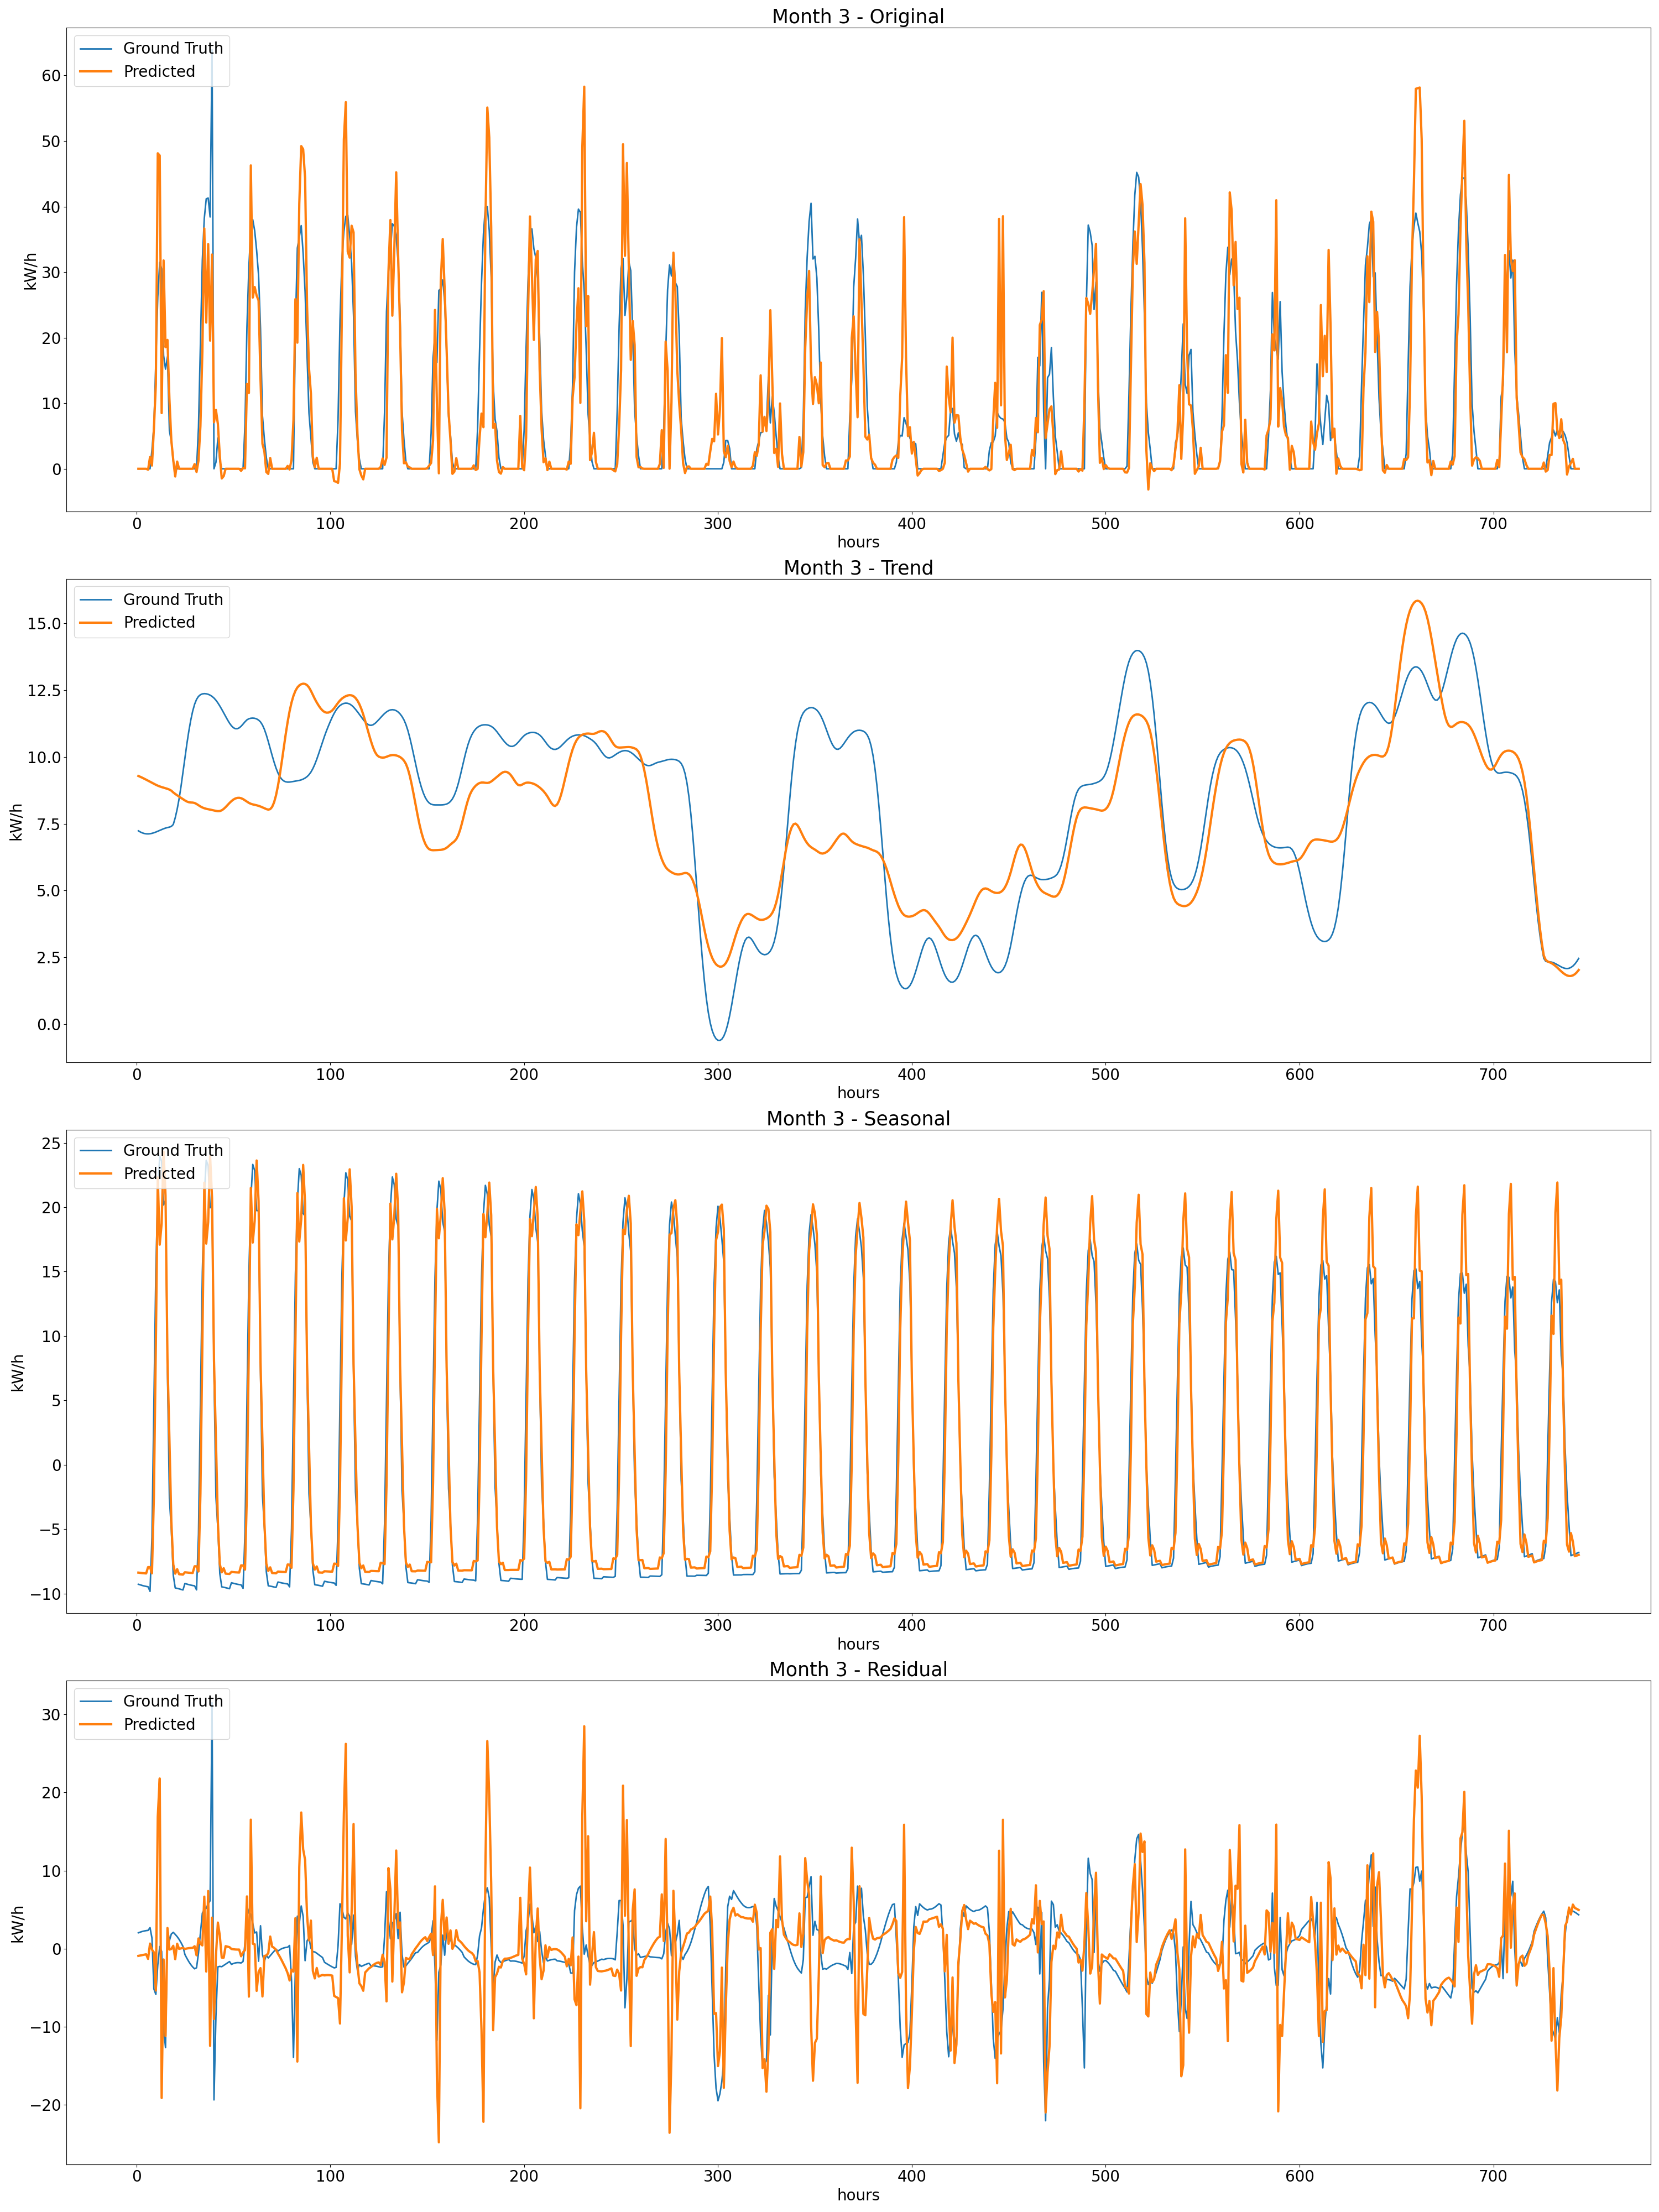 Month 3 - Original
Ground Truth
Predicted
60
50
40
30
20
10
0
kW/h
0 100 200 300 400 500 600 700
hours
Month 3 - Trend
Ground Truth
Predicted
15.0
12.5
10.0
7.5
5.0
2.5
0.0
kW/h
0 100 200 300 400 500 600 700
hours
Month 3 - Seasonal
Ground Truth
Predicted
25
20
15
10
5
0
−5
−10
kW/h
0 100 200 300 400 500 600 700
hours
Month 3 - Residual
Ground Truth
Predicted
30
20
10
0
−10
−20
kW/h
0 100 200 300 400 500 600 700
hours